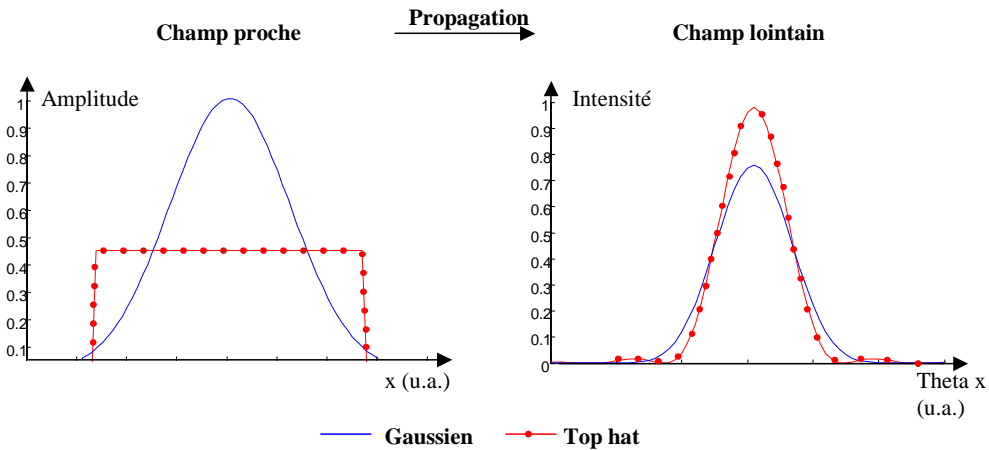 Propagation
Champ proche
Champ lointain
Amplitude
1
0.9
0.8
0.7
0.6
0.5
0.4
0.3
0.2
0.1
x (u.a.)
Intensité
1
0.9
0.8
0.7
0.6
0.5
0.4
0.3
0.2
0.1
0
Theta x
(u.a.)
Gaussien
Top hat